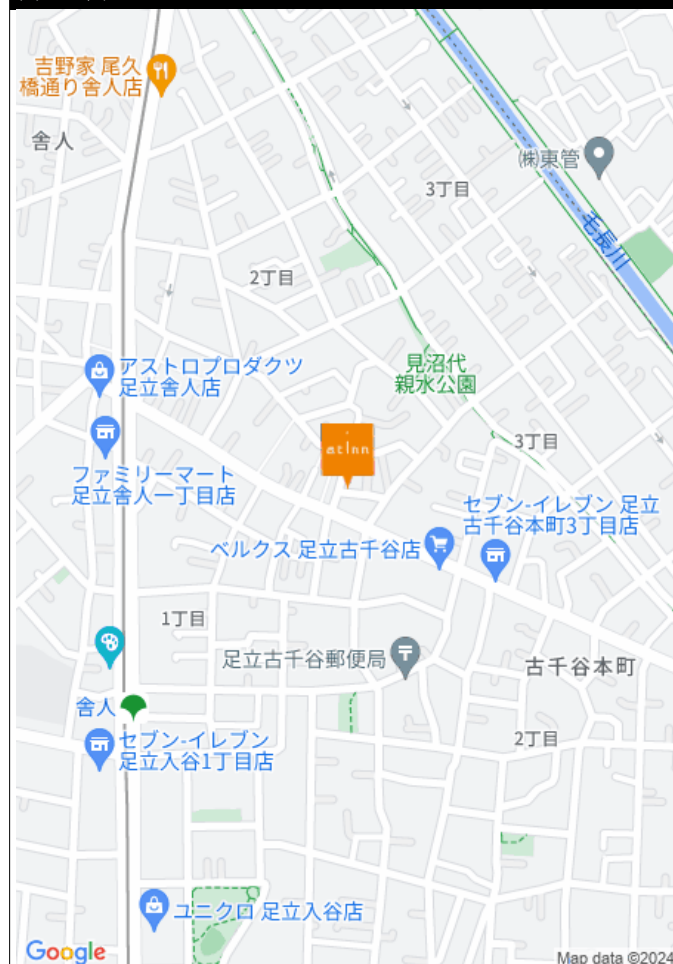 吉野家 尾久
橋通り舎人店
舎人
㈱東管
3丁目
毛長川
2丁目
見沼代
親水公園
アストロプロダクツ
足立舎人店
at inn
3丁目
ファミリーマート
足立舎人一丁目店
セブン-イレブン 足立
古千谷本町3丁目店
ベルクス 足立古千谷店
1丁目
足立古千谷郵便局
古千谷本町
舎人
セブン-イレブン
足立入谷1丁目店
2丁目
ユニクロ 足立入谷店
Google
Map data ©2024